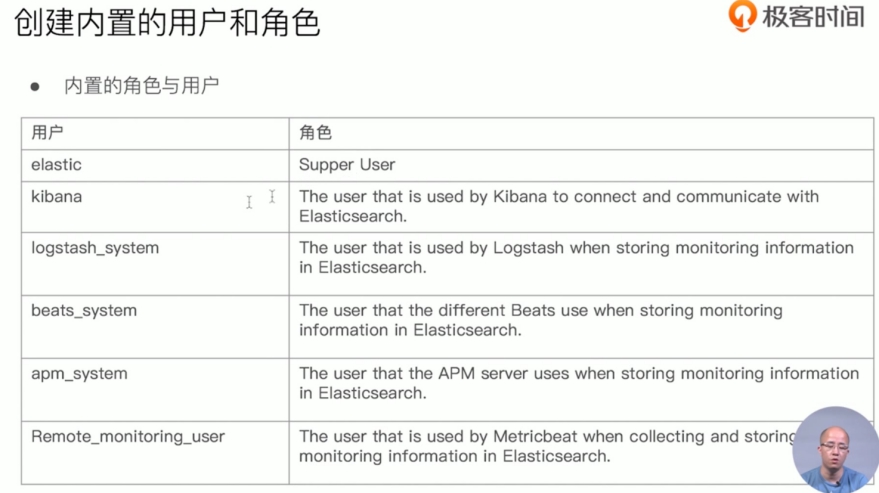 创建内置的用户和角色
极客时间
● 内置的角色与用户
用户 角色
elastic Supper User
kibana The user that is used by Kibana to connect and communicate with
Elasticsearch.
logstash_system The user that is used by Logstash when storing monitoring information
in Elasticsearch.
beats_system The user that the different Beats use when storing monitoring
information in Elasticsearch.
apm_system The user that the APM server uses when storing monitoring information
in Elasticsearch.
Remote_monitoring_user The user that is used by Metricbeat when collecting and storing
monitoring information in Elasticsearch.